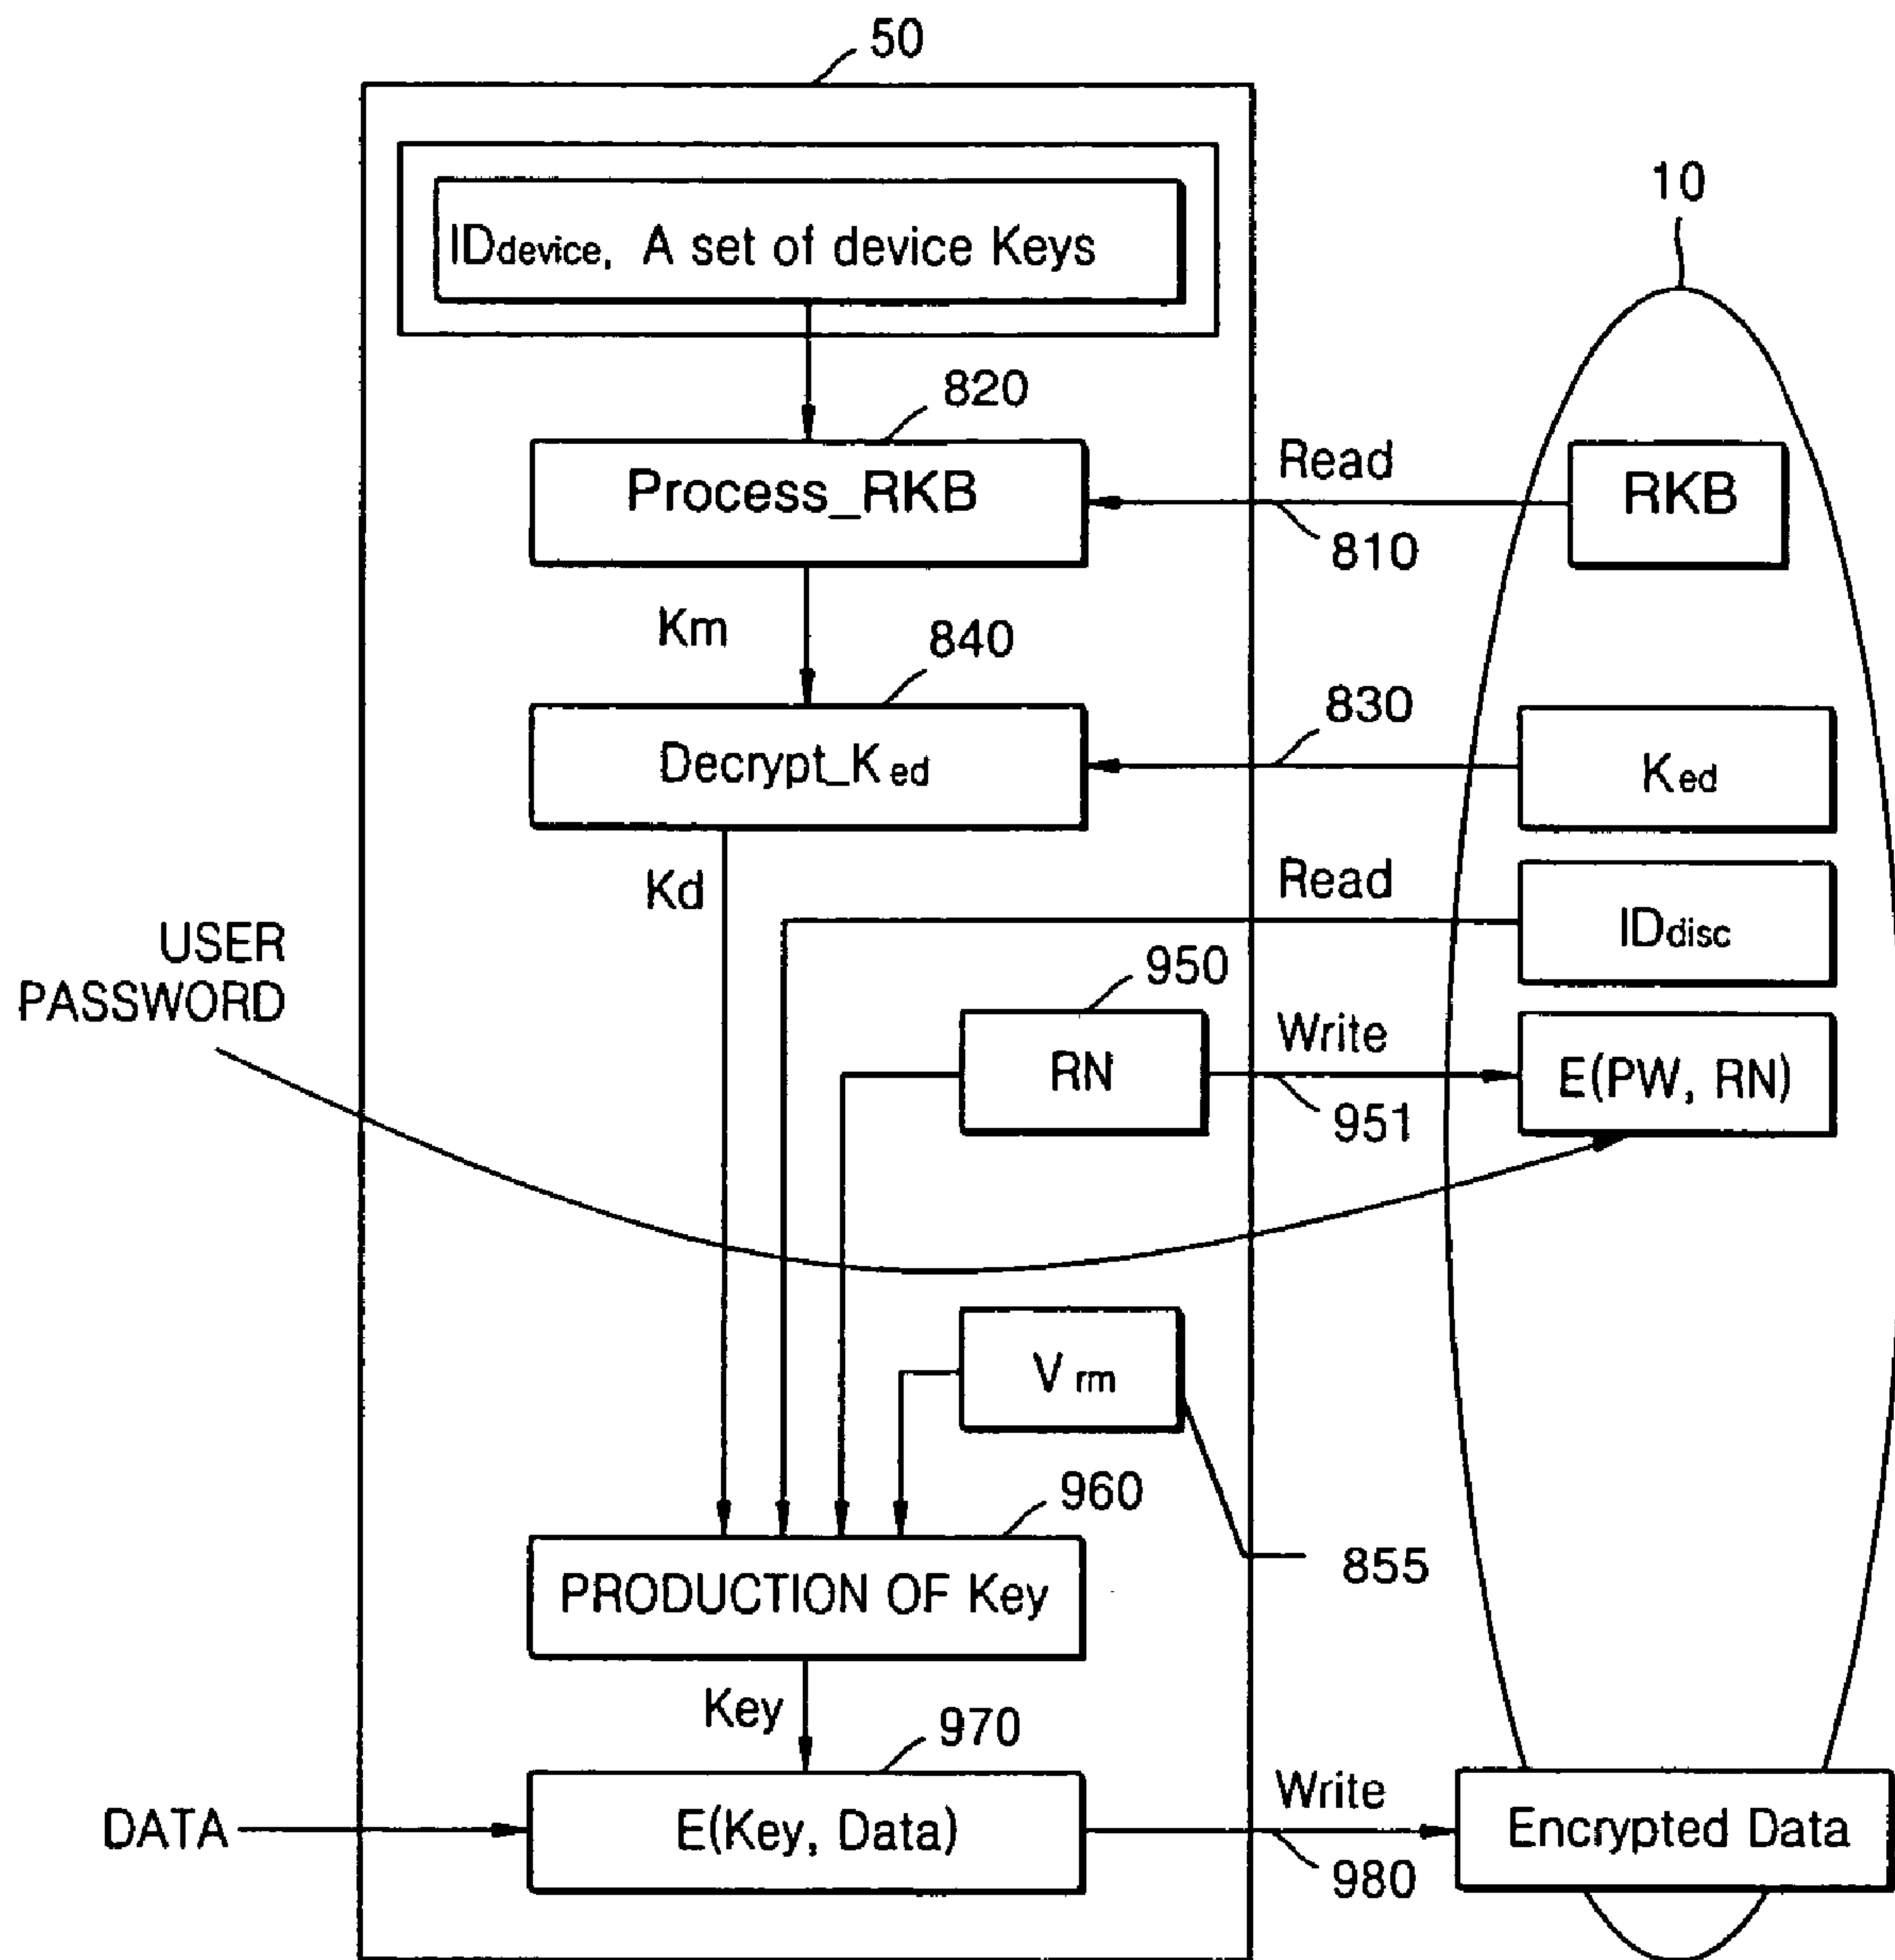 50
10
IDdevice, A set of device Keys
820
Process_RKB
Read
810
RKB
Km
840
830
Decrypt_Ked
Ked
Kd
Read
IDdisc
USER
PASSWORD
950
RN
Write
951
E(PW, RN)
Vrm
855
960
PRODUCTION OF Key
Key
970
DATA
E(Key, Data)
Write
980
Encrypted Data